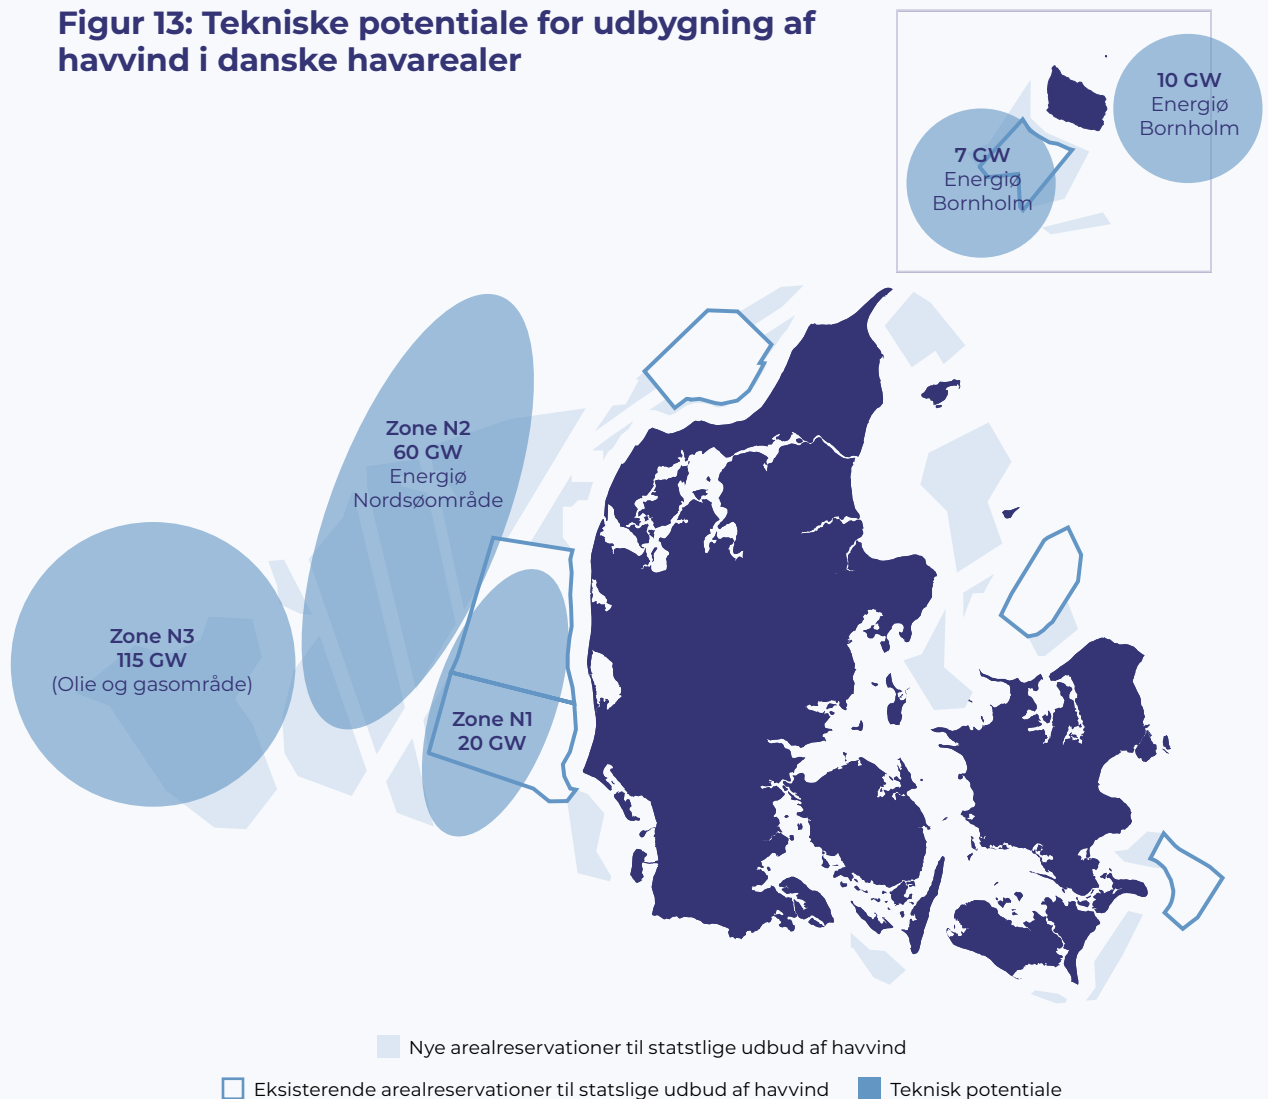 Figur 13: Tekniske potentiale for udbygning af
havvind i danske havarealer
10 GW
Energiø
Bornholm
7 GW
Energiø
Bornholm
Zone N2
60 GW
Energiø
Nordsøområde
Zone N3
115 GW
(Olie og gasområde)
Zone N1
20 GW
Nye arealreservationer til statstlige udbud af havvind
Eksisterende arealreservationer til statslige udbud af havvind
Teknisk potentiale